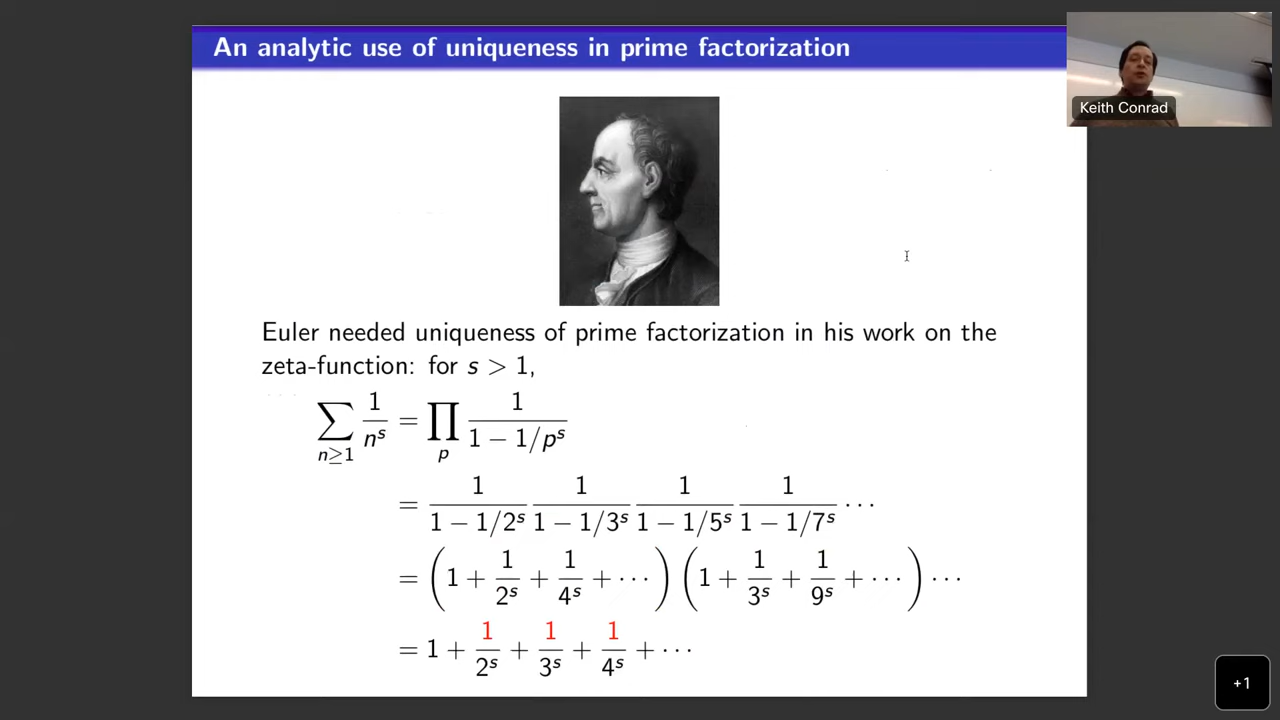 An analytic use of uniqueness in prime factorization
Keith Conrad
Euler needed uniqueness of prime factorization in his work on the
zeta-function: for s > 1,
∑_{n≥1} 1/n^s = ∏_p 1/(1 − 1/p^s)
= 1/(1 − 1/2^s) 1/(1 − 1/3^s) 1/(1 − 1/5^s) 1/(1 − 1/7^s) ⋯
= (1 + 1/2^s + 1/4^s + ⋯) (1 + 1/3^s + 1/9^s + ⋯) ⋯
= 1 + 1/2^s + 1/3^s + 1/4^s + ⋯
+1